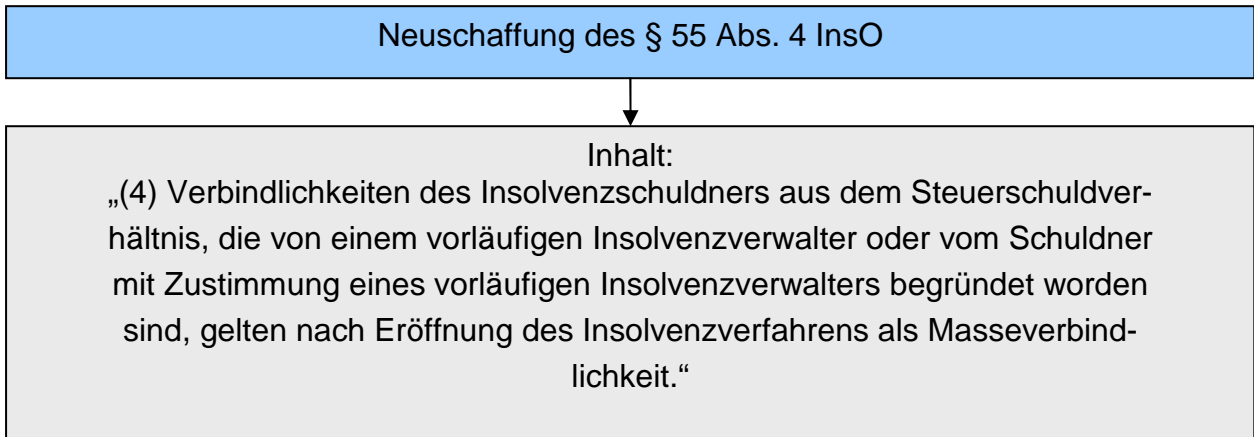 Neuschaffung des § 55 Abs. 4 InsO
Inhalt:
„(4) Verbindlichkeiten des Insolvenzschuldners aus dem Steuerschuldver-
hältnis, die von einem vorläufigen Insolvenzverwalter oder vom Schuldner
mit Zustimmung eines vorläufigen Insolvenzverwalters begründet worden
sind, gelten nach Eröffnung des Insolvenzverfahrens als Masseverbind-
lichkeit.“